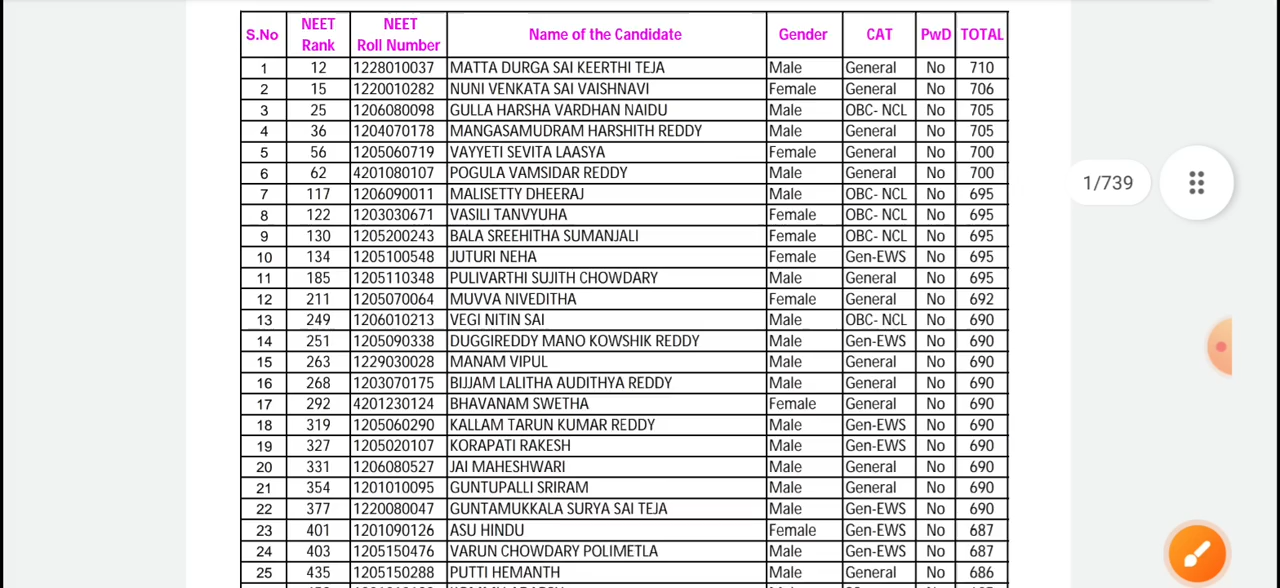 S.No NEET Rank NEET Roll Number Name of the Candidate Gender CAT PwD TOTAL
1 12 1228010037 MATTA DURGA SAI KEERTHI TEJA Male General No 710
2 15 1220010282 NUNI VENKATA SAI VAISHNAVI Female General No 706
3 25 1206080098 GULLA HARSHA VARDHAN NAIDU Male OBC- NCL No 705
4 36 1204070178 MANGASAMUDRAM HARSHITH REDDY Male General No 705
5 56 1205060719 VAYYETI SEVITA LAASYA Female General No 700
6 62 4201080107 POGULA VAMSIDAR REDDY Male General No 700
7 117 1206090011 MALISETTY DHEERAJ Male OBC- NCL No 695
8 122 1203030671 VASILI TANVYUHA Female OBC- NCL No 695
9 130 1205200243 BALA SREEHITHA SUMANJALI Female OBC- NCL No 695
10 134 1205100548 JUTURI NEHA Female Gen-EWS No 695
11 185 1205110348 PULIVARTHI SUJITH CHOWDARY Male General No 695
12 211 1205070064 MUVVA NIVEDITHA Female General No 692
13 249 1206010213 VEGI NITIN SAI Male OBC- NCL No 690
14 251 1205090338 DUGGIREDDY MANO KOWSHIK REDDY Male Gen-EWS No 690
15 263 1229030028 MANAM VIPUL Male General No 690
16 268 1203070175 BIJJAM LALITHA AUDITHYA REDDY Male General No 690
17 292 4201230124 BHAVANAM SWETHA Female General No 690
18 319 1205060290 KALLAM TARUN KUMAR REDDY Male Gen-EWS No 690
19 327 1205020107 KORAPATI RAKESH Male Gen-EWS No 690
20 331 1206080527 JAI MAHESHWARI Male General No 690
21 354 1201010095 GUNTUPALLI SRIRAM Male General No 690
22 377 1220080047 GUNTAMUKKALA SURYA SAI TEJA Male Gen-EWS No 690
23 401 1201090126 ASU HINDU Female Gen-EWS No 687
24 403 1205150476 VARUN CHOWDARY POLIMETLA Male Gen-EWS No 687
25 435 1205150288 PUTTI HEMANTH Male General No 686
1/739